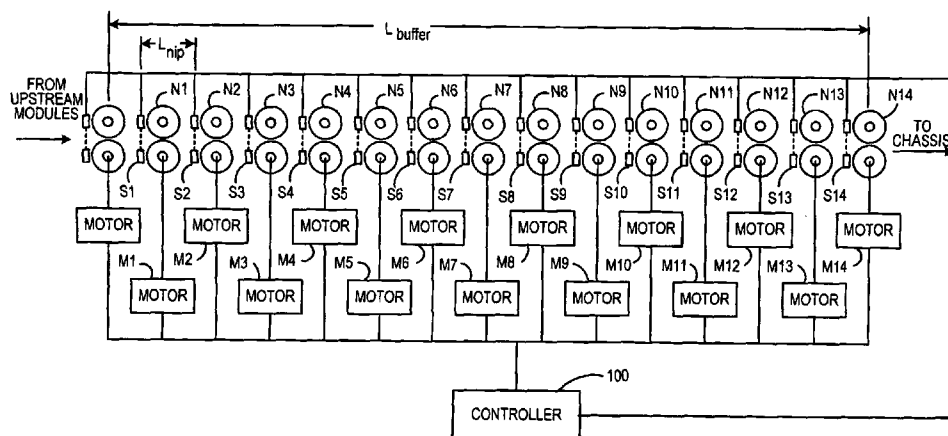 L buffer
L nip
FROM UPSTREAM MODULES
N1 N2 N3 N4 N5 N6 N7 N8 N9 N10 N11 N12 N13 N14
TO CHASSIS
S1 S2 S3 S4 S5 S6 S7 S8 S9 S10 S11 S12 S13 S14
MOTOR MOTOR MOTOR MOTOR MOTOR MOTOR MOTOR MOTOR
M1 M2 M3 M4 M5 M6 M7 M8 M9 M10 M11 M12 M13 M14
MOTOR MOTOR MOTOR MOTOR MOTOR MOTOR MOTOR
100
CONTROLLER